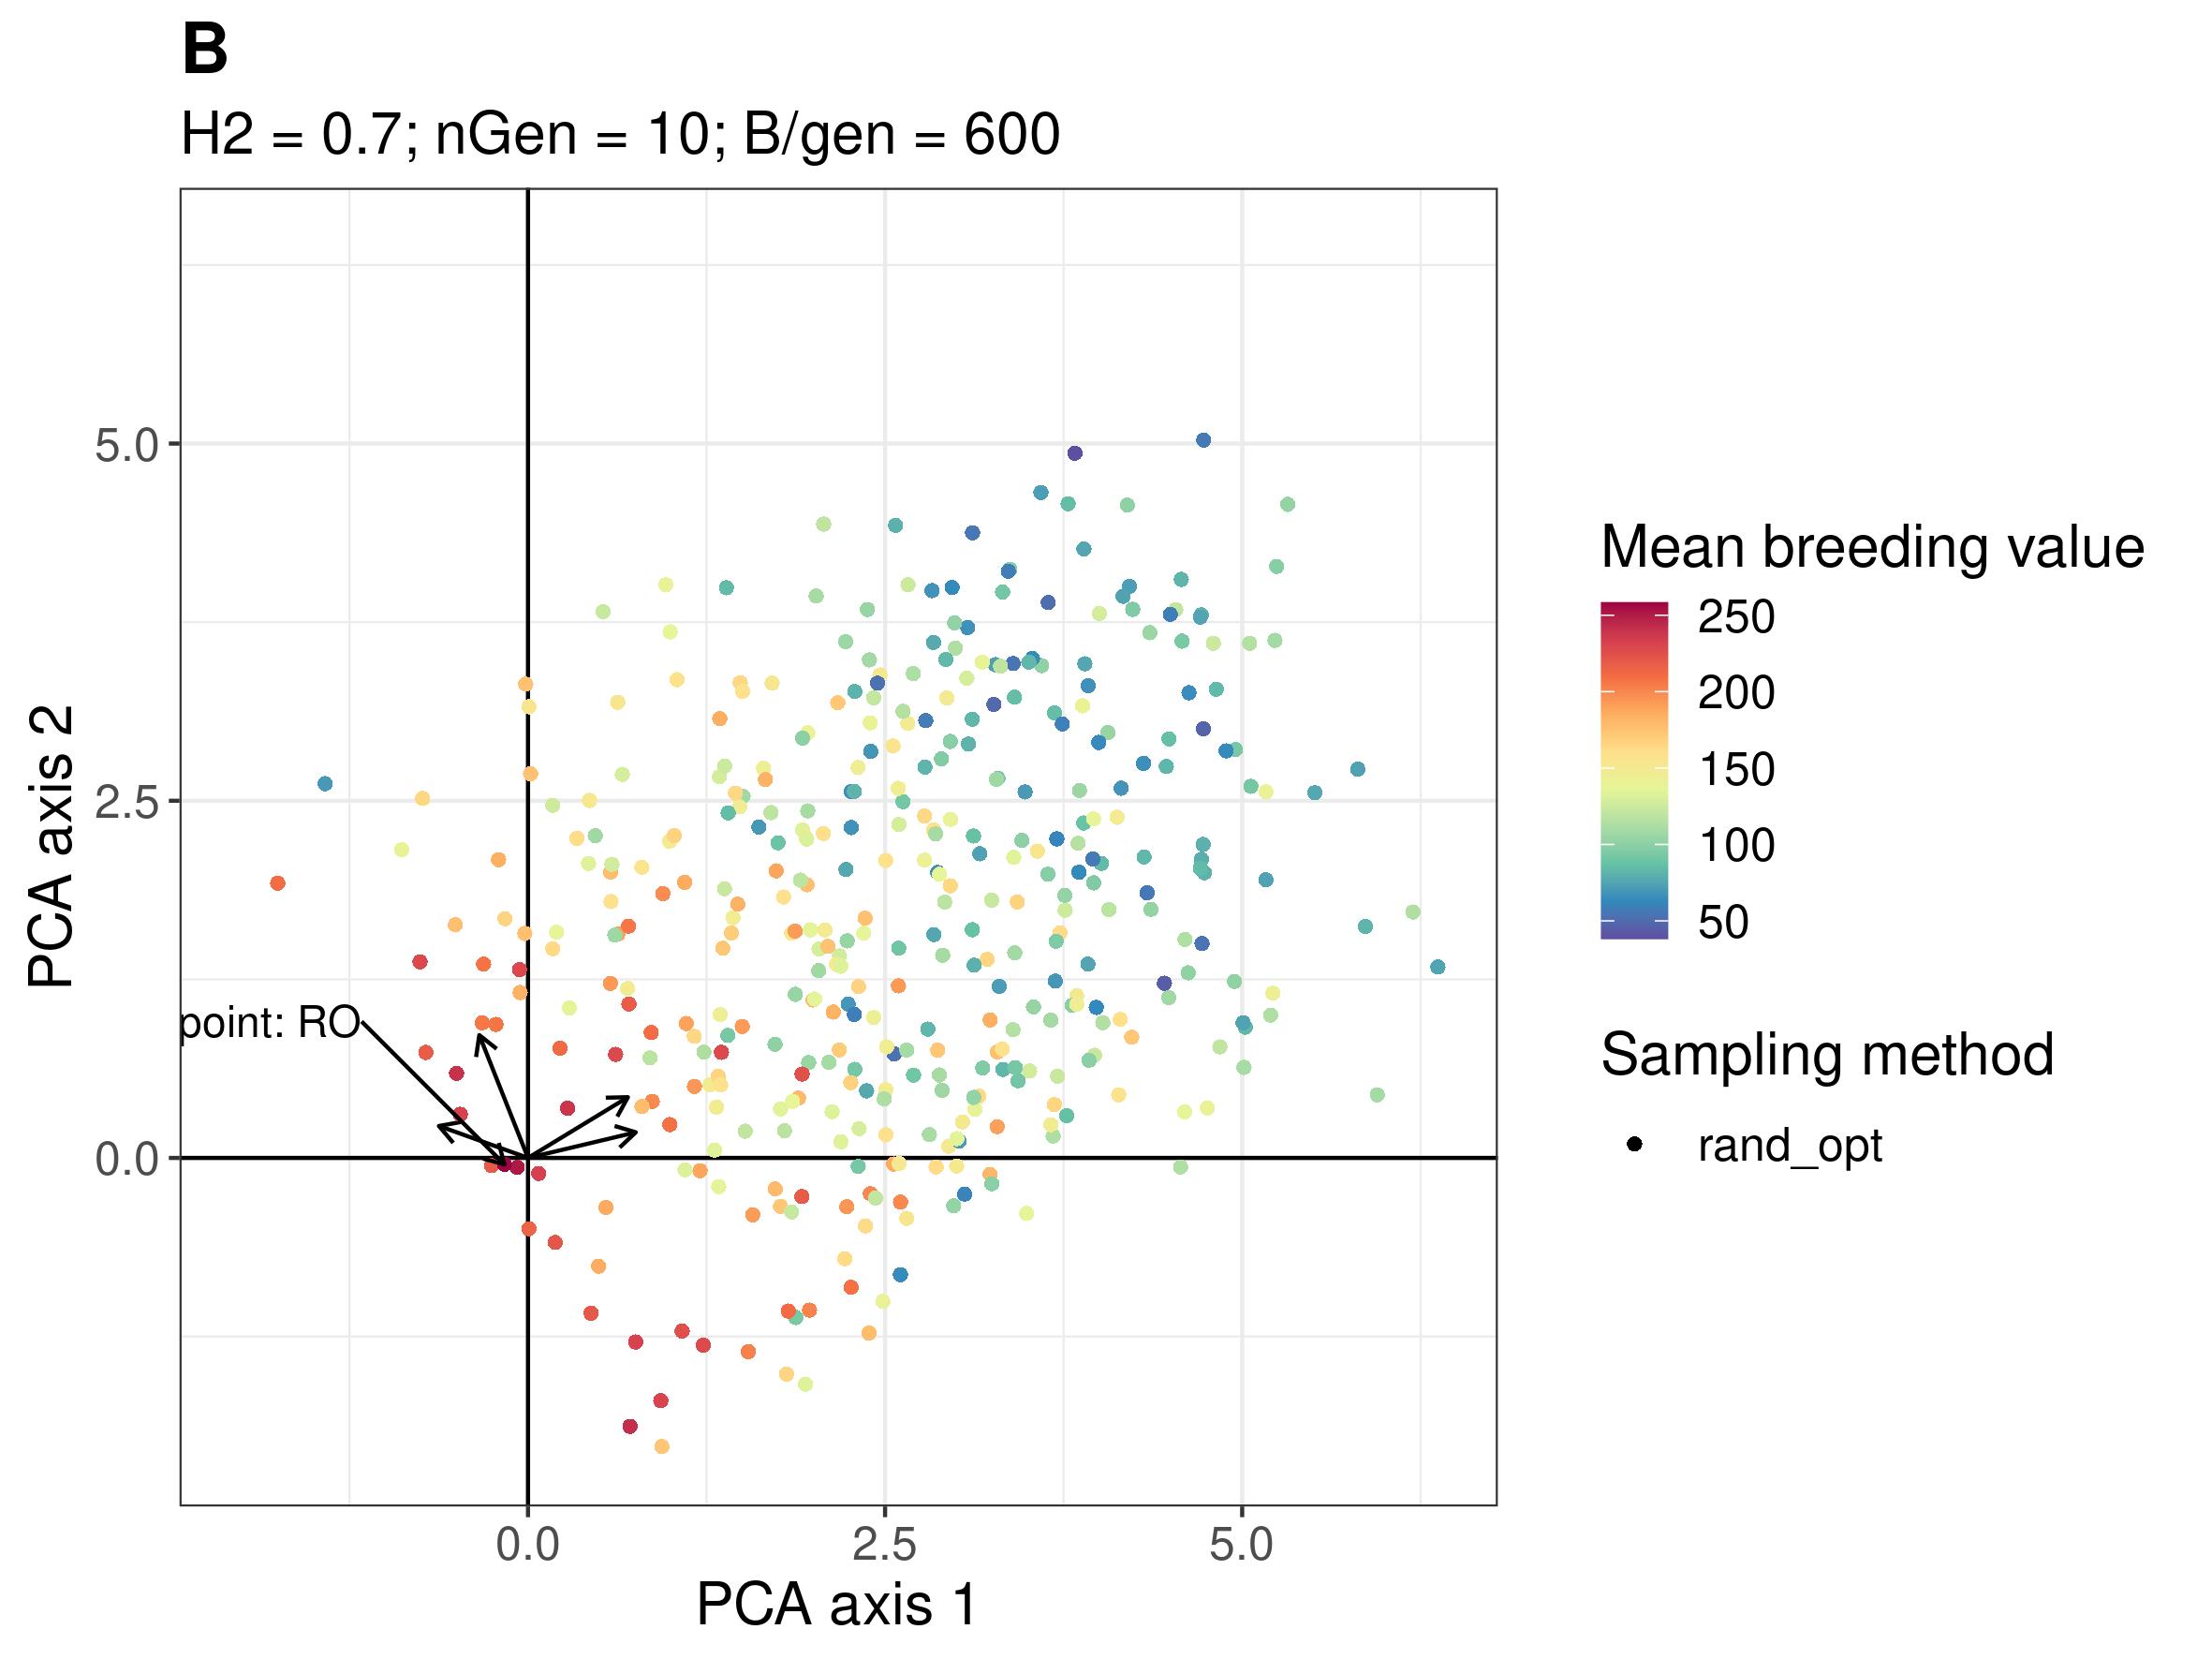 B
H2 = 0.7; nGen = 10; B/gen = 600
PCA axis 2
5.0
2.5
0.0
point: RO
0.0
2.5
5.0
PCA axis 1
Mean breeding value
250
200
150
100
50
Sampling method
rand_opt